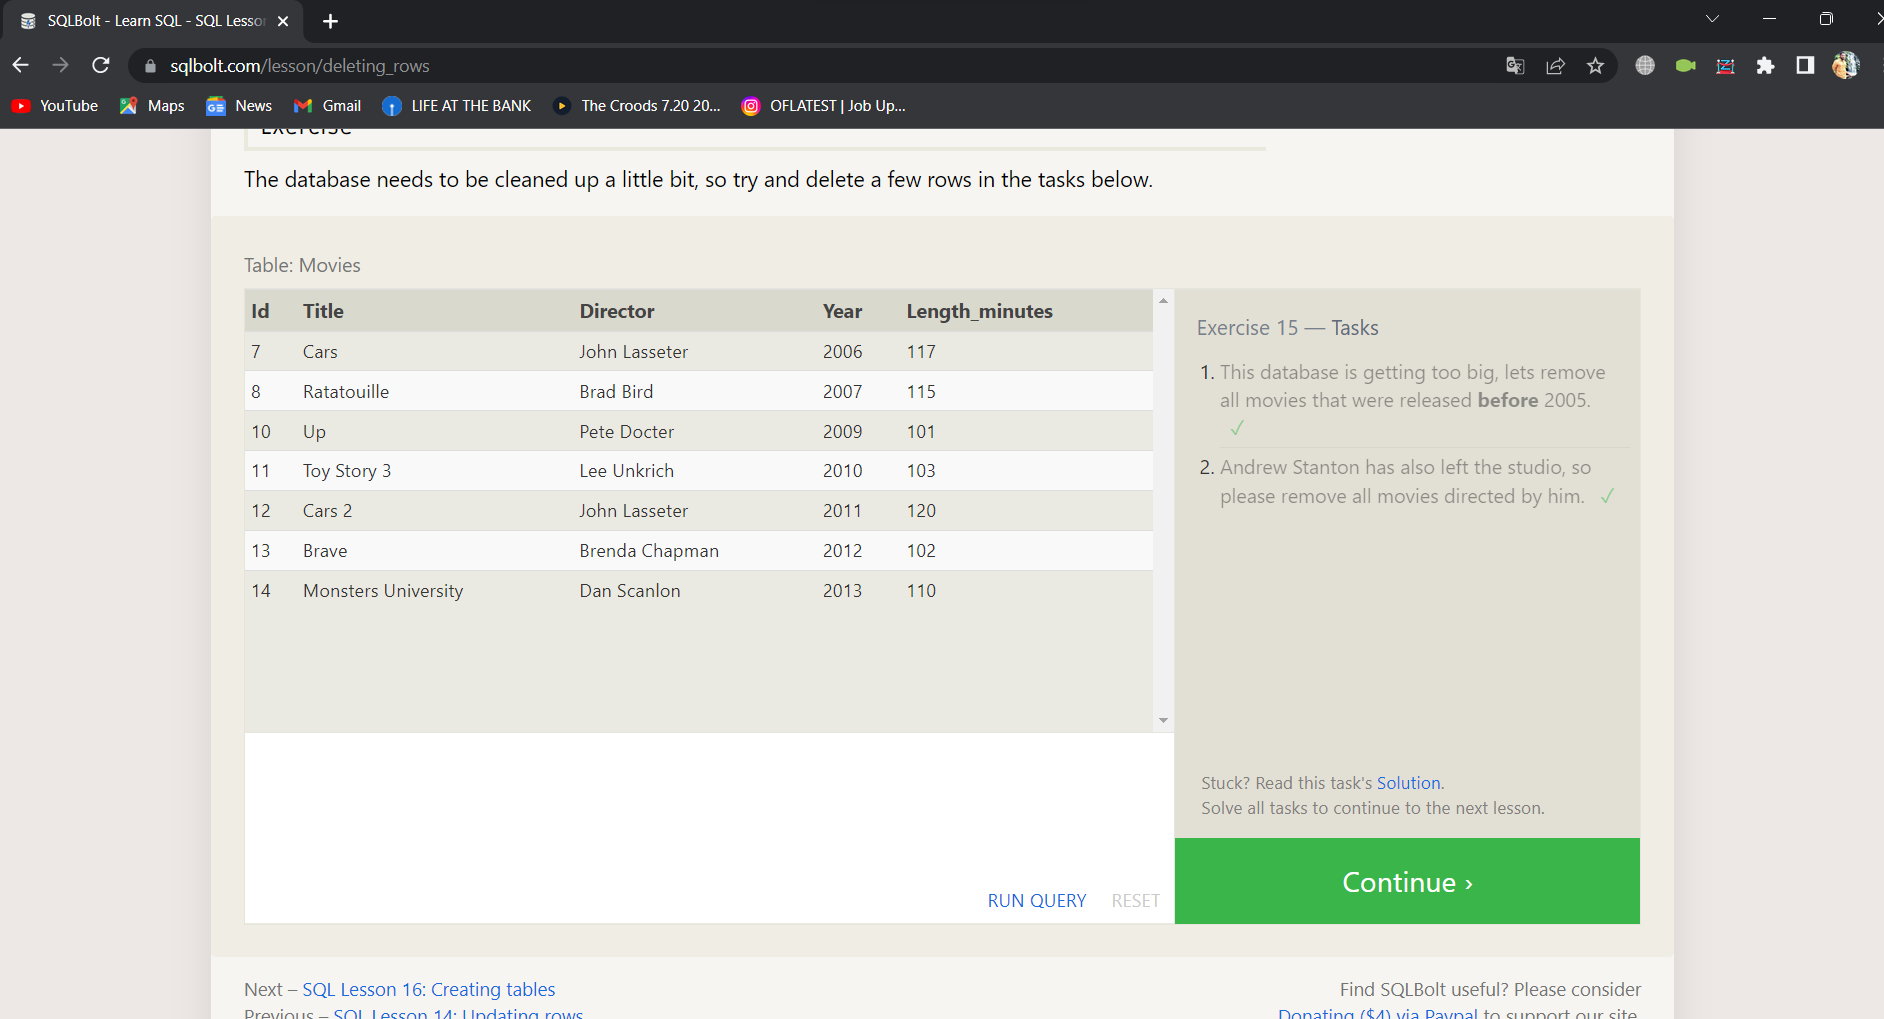 SQLBolt - Learn SQL - SQL Lesso
sqlbolt.com/lesson/deleting_rows
YouTube Maps News Gmail LIFE AT THE BANK The Croods 7.20 20... OFLATEST | Job Up...
Exercise
The database needs to be cleaned up a little bit, so try and delete a few rows in the tasks below.
Table: Movies
Id Title Director Year Length_minutes
7 Cars John Lasseter 2006 117
8 Ratatouille Brad Bird 2007 115
10 Up Pete Docter 2009 101
11 Toy Story 3 Lee Unkrich 2010 103
12 Cars 2 John Lasseter 2011 120
13 Brave Brenda Chapman 2012 102
14 Monsters University Dan Scanlon 2013 110
RUN QUERY RESET
Exercise 15 — Tasks
1. This database is getting too big, lets remove
all movies that were released before 2005.
✓
2. Andrew Stanton has also left the studio, so
please remove all movies directed by him. ✓
Stuck? Read this task's Solution.
Solve all tasks to continue to the next lesson.
Continue ›
Next – SQL Lesson 16: Creating tables
Previous – SQL Lesson 14: Updating rows
Find SQLBolt useful? Please consider
Donating ($4) via Paypal to support our site.